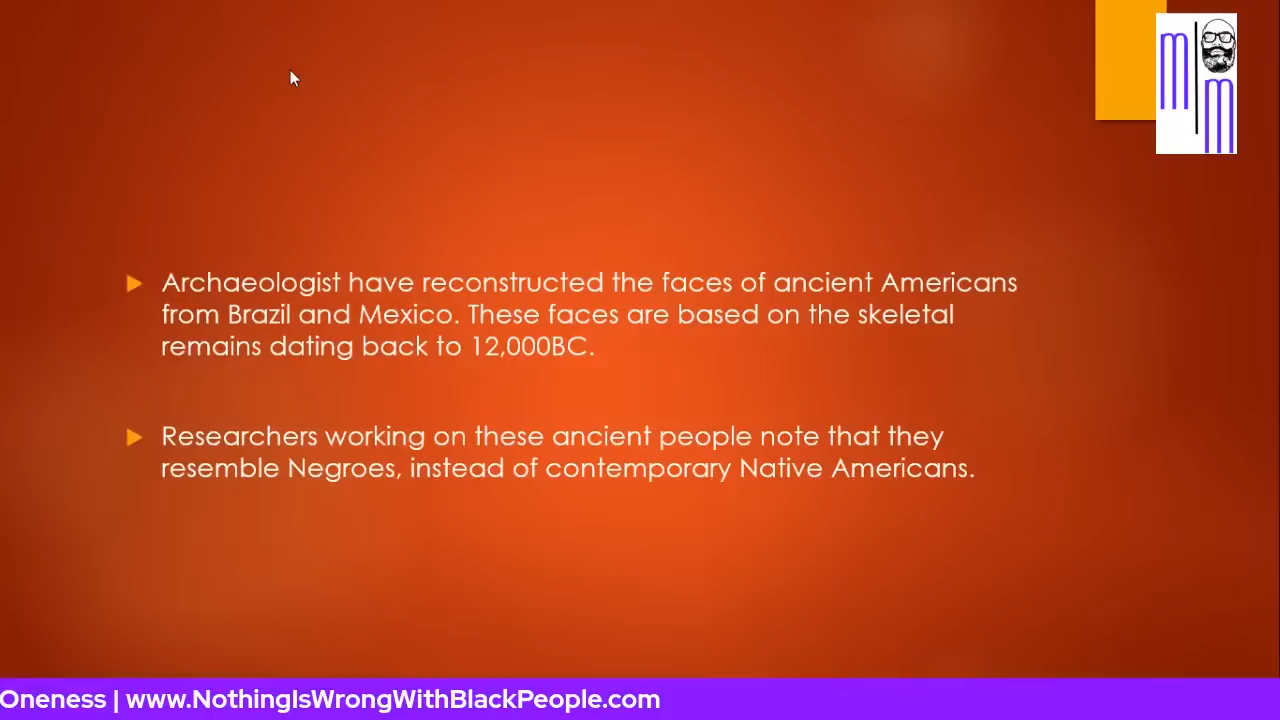 m
m
Archaeologist have reconstructed the faces of ancient Americans
from Brazil and Mexico. These faces are based on the skeletal
remains dating back to 12,000BC.
Researchers working on these ancient people note that they
resemble Negroes, instead of contemporary Native Americans.
Oneness | www.NothingIsWrongWithBlackPeople.com